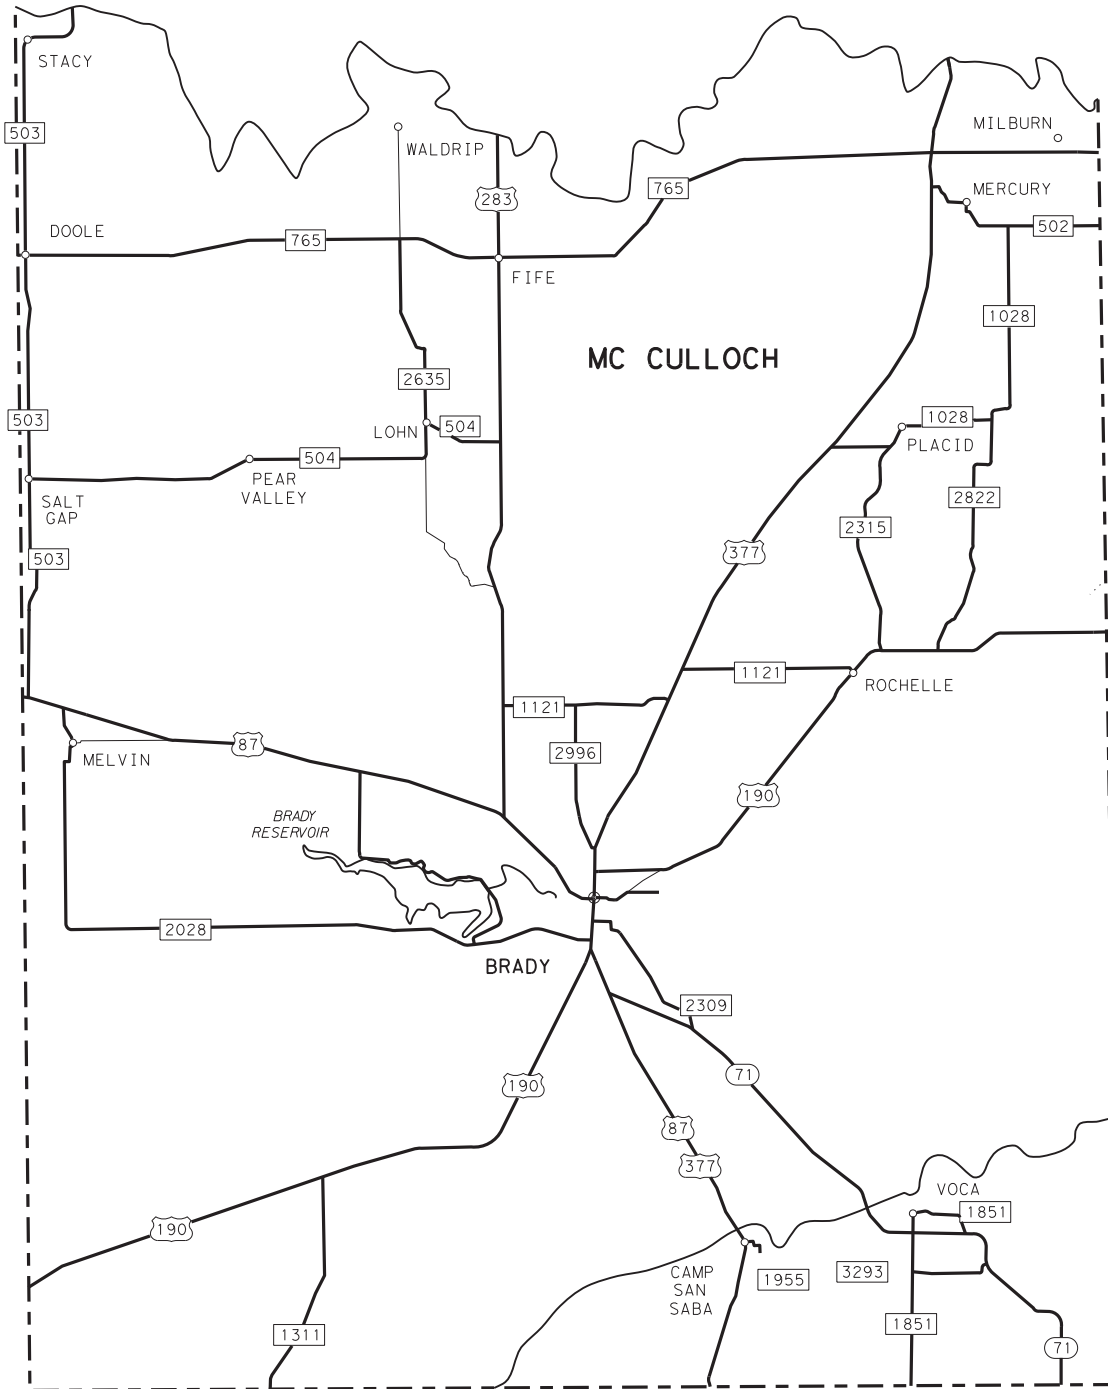 STACY
503
WALDRIP
MILBURN
283
765
MERCURY
DOOLE
765
502
FIFE
1028
MC CULLOCH
2635
503
LOHN
504
1028
PLACID
504
PEAR
VALLEY
SALT
GAP
2822
2315
503
377
1121
ROCHELLE
1121
87
2996
MELVIN
190
BRADY
RESERVOIR
2028
BRADY
2309
71
190
87
377
VOCA
1851
190
CAMP
SAN
SABA
1955
3293
1311
1851
71